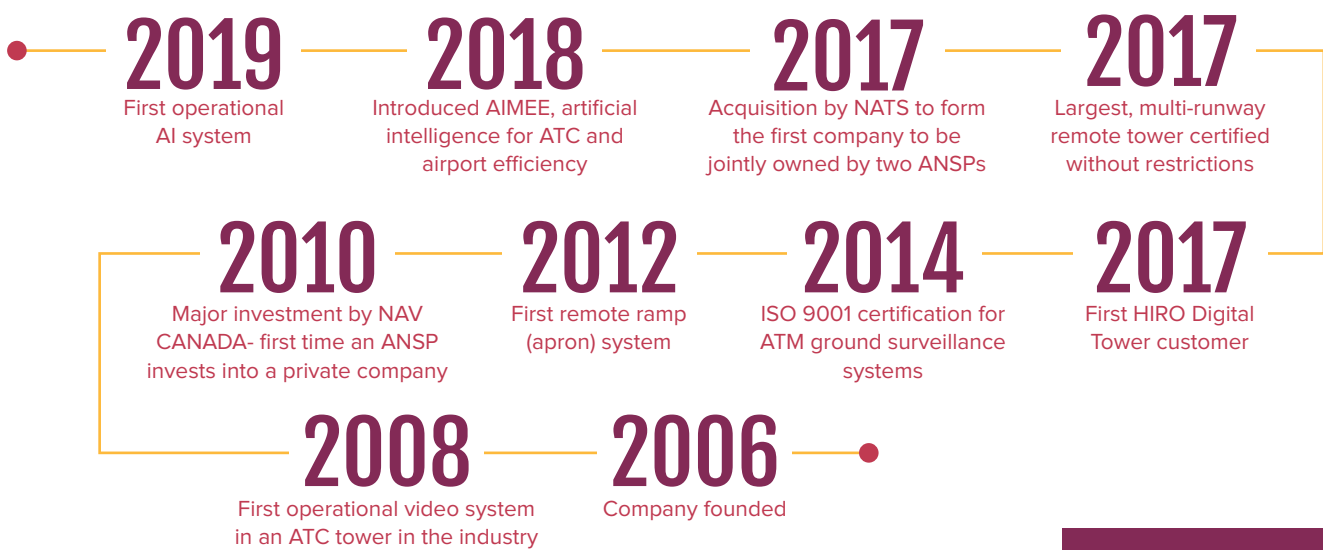 2019
First operational
AI system
2018
Introduced AIMEE, artificial
intelligence for ATC and
airport efficiency
2017
Acquisition by NATS to form
the first company to be
jointly owned by two ANSPs
2017
Largest, multi-runway
remote tower certified
without restrictions
2010
Major investment by NAV
CANADA- first time an ANSP
invests into a private company
2012
First remote ramp
(apron) system
2014
ISO 9001 certification for
ATM ground surveillance
systems
2017
First HIRO Digital
Tower customer
2008
First operational video system
in an ATC tower in the industry
2006
Company founded